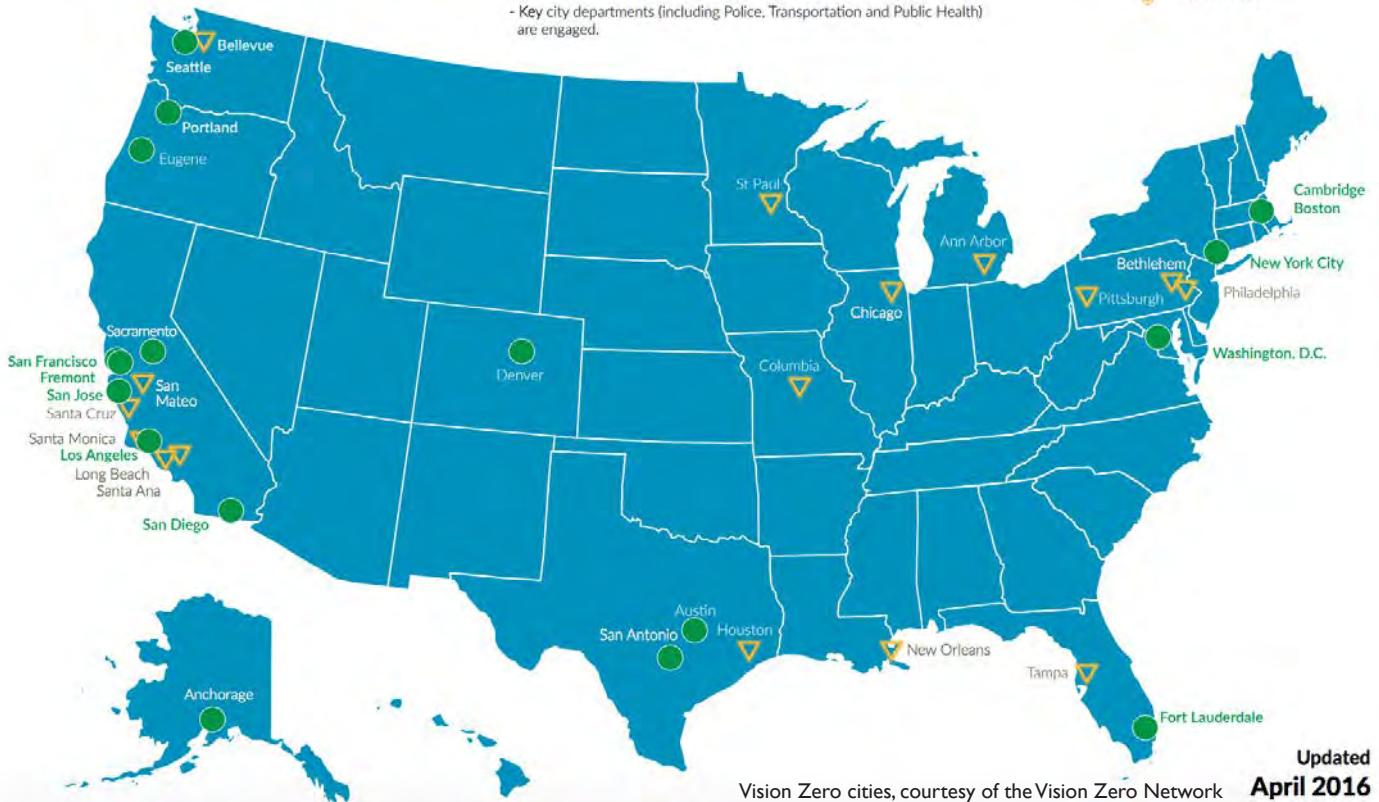 - Key city departments (including Police, Transportation and Public Health)
are engaged.
Bellevue
Seattle
Portland
Eugene
St Paul
Cambridge
Boston
Ann Arbor
New York City
Bethlehem
Pittsburgh
Philadelphia
Chicago
Sacramento
San Francisco
Fremont
San Jose
San
Mateo
Santa Cruz
Denver
Columbia
Washington, D.C.
Santa Monica
Los Angeles
Long Beach
Santa Ana
San Diego
Austin
San Antonio
Houston
New Orleans
Tampa
Anchorage
Fort Lauderdale
Updated
April 2016
Vision Zero cities, courtesy of the Vision Zero Network